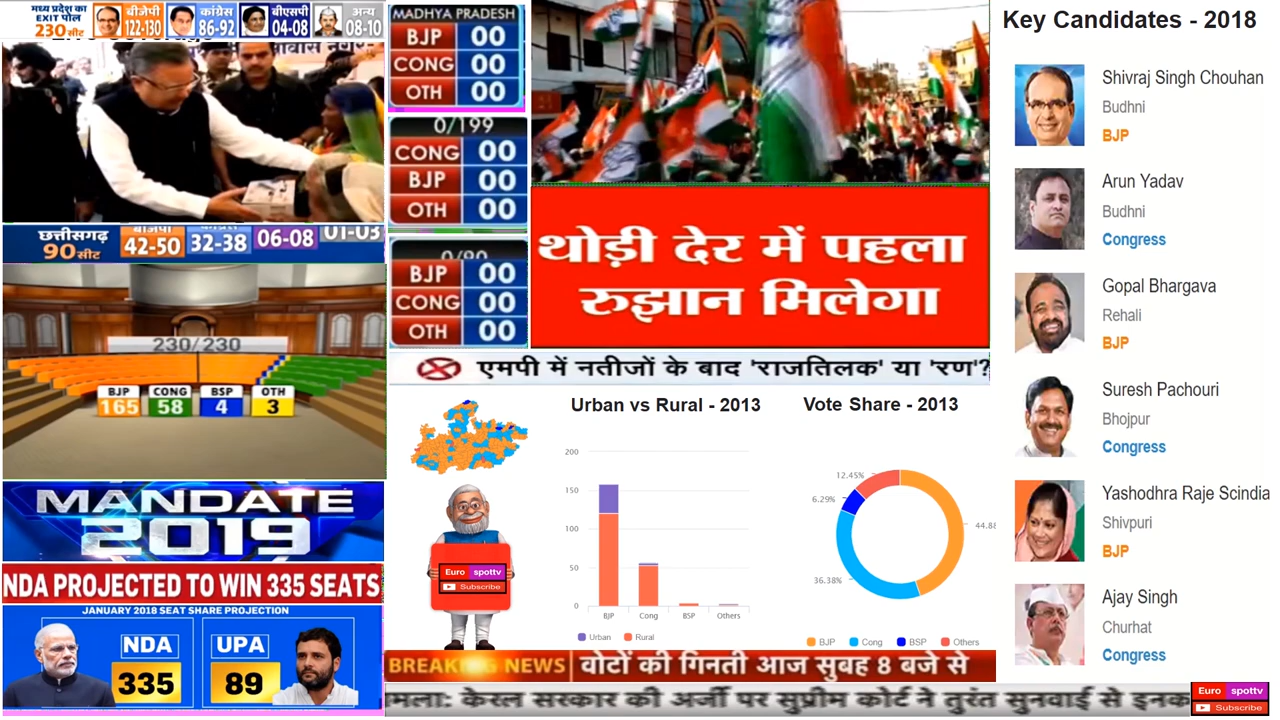 मध्य प्रदेश का
EXIT पोल
230 सीट
बीजेपी
122-130
कांग्रेस
86-92
बीएसपी
04-08
अन्य
08-10
छत्तीसगढ़
90 सीट
बीजेपी
42-50
32-38
06-08
01-03
230/230
BJP CONG BSP OTH
165 58 4 3
MANDATE
2019
NDA PROJECTED TO WIN 335 SEATS
JANUARY 2018 SEAT SHARE PROJECTION
NDA
335
UPA
89
MADHYA PRADESH
BJP 00
CONG 00
OTH 00
0/199
CONG 00
BJP 00
OTH 00
0/90
BJP 00
CONG 00
OTH 00
थोड़ी देर में पहला
रुझान मिलेगा
एमपी में नतीजों के बाद 'राजतिलक' या 'रण'?
Urban vs Rural - 2013
200
150
100
50
0
BJP Cong BSP Others
Urban Rural
Vote Share - 2013
12.45%
6.29%
44.88
36.38%
BJP Cong BSP Others
Euro spottv
Subscribe
BREAKING NEWS वोटों की गिनती आज सुबह 8 बजे से
मला: केरल सरकार की अर्जी पर सुप्रीम कोर्ट ने तुरंत सुनवाई से इनक
Key Candidates - 2018
Shivraj Singh Chouhan
Budhni
BJP
Arun Yadav
Budhni
Congress
Gopal Bhargava
Rehali
BJP
Suresh Pachouri
Bhojpur
Congress
Yashodhra Raje Scindia
Shivpuri
BJP
Ajay Singh
Churhat
Congress
Euro spottv
Subscribe